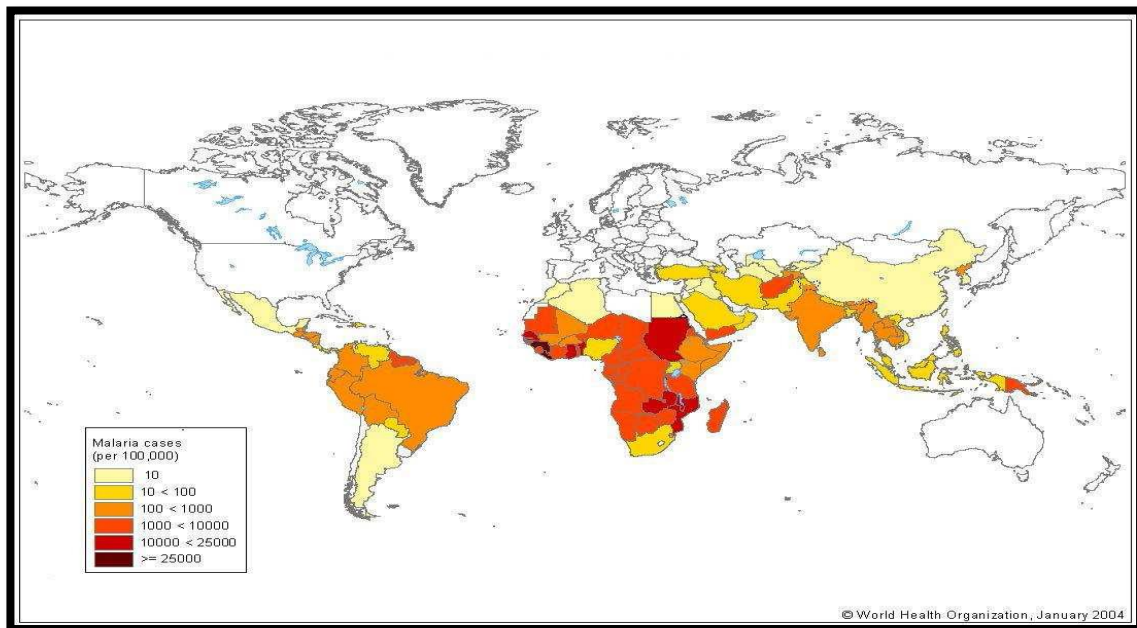 Malaria cases
(per 100,000)
10
10 < 100
100 < 1000
1000 < 10000
10000 < 25000
>= 25000
© World Health Organization, January 2004